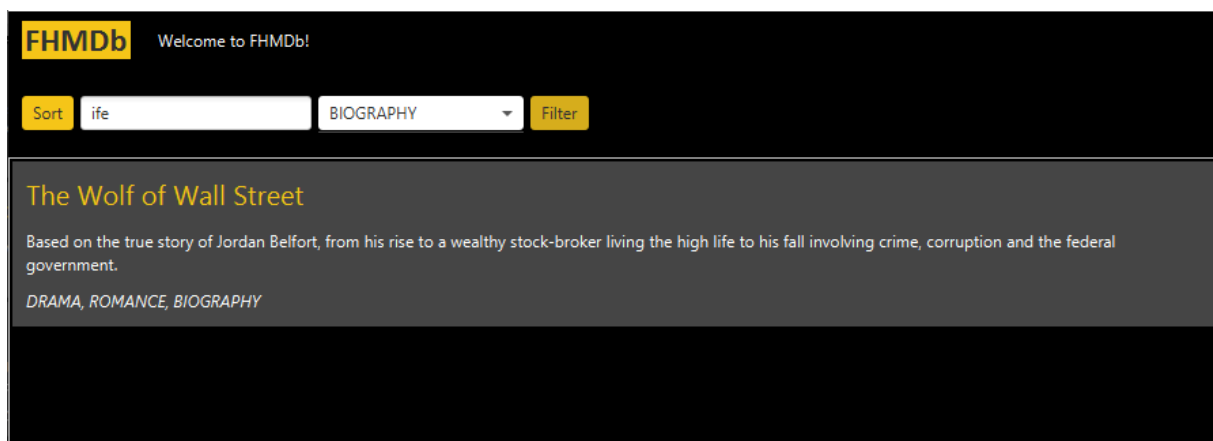 FHMDb Welcome to FHMDb!
Sort ife BIOGRAPHY Filter
The Wolf of Wall Street
Based on the true story of Jordan Belfort, from his rise to a wealthy stock-broker living the high life to his fall involving crime, corruption and the federal
government.
DRAMA, ROMANCE, BIOGRAPHY